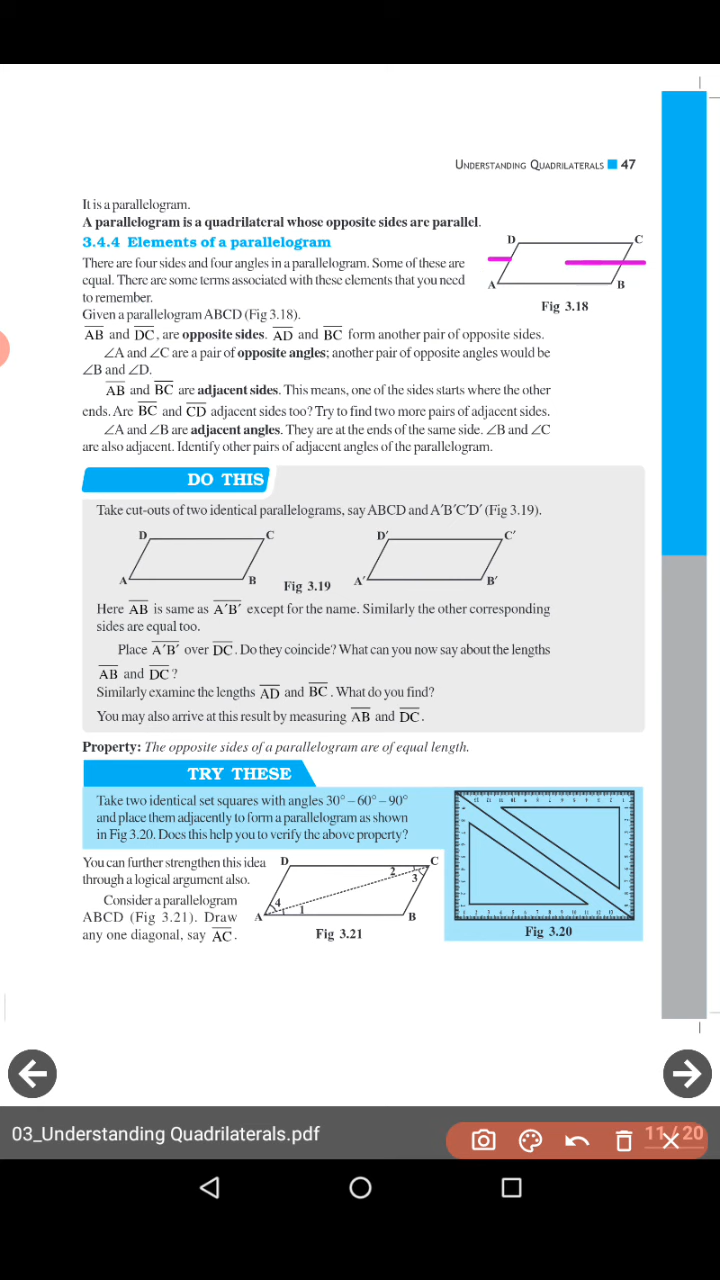 UNDERSTANDING QUADRILATERALS 47
It is a parallelogram.
A parallelogram is a quadrilateral whose opposite sides are parallel.
3.4.4 Elements of a parallelogram
There are four sides and four angles in a parallelogram. Some of these are
equal. There are some terms associated with these elements that you need
to remember.
Given a parallelogram ABCD (Fig 3.18).
D C
A B
Fig 3.18
AB and DC, are opposite sides. AD and BC form another pair of opposite sides.
∠A and ∠C are a pair of opposite angles; another pair of opposite angles would be
∠B and ∠D.
AB and BC are adjacent sides. This means, one of the sides starts where the other
ends. Are BC and CD adjacent sides too? Try to find two more pairs of adjacent sides.
∠A and ∠B are adjacent angles. They are at the ends of the same side. ∠B and ∠C
are also adjacent. Identify other pairs of adjacent angles of the parallelogram.
DO THIS
Take cut-outs of two identical parallelograms, say ABCD and A′B′C′D′ (Fig 3.19).
D C D′ C′
A B Fig 3.19 A′ B′
Here AB is same as A′B′ except for the name. Similarly the other corresponding
sides are equal too.
Place A′B′ over DC. Do they coincide? What can you now say about the lengths
AB and DC?
Similarly examine the lengths AD and BC. What do you find?
You may also arrive at this result by measuring AB and DC.
Property: The opposite sides of a parallelogram are of equal length.
TRY THESE
Take two identical set squares with angles 30° – 60° – 90°
and place them adjacently to form a parallelogram as shown
in Fig 3.20. Does this help you to verify the above property?
You can further strengthen this idea
through a logical argument also.
Consider a parallelogram
ABCD (Fig 3.21). Draw
any one diagonal, say AC.
D C
2
3
4
1
A B
Fig 3.21
Fig 3.20
03_Understanding Quadrilaterals.pdf
11 / 20